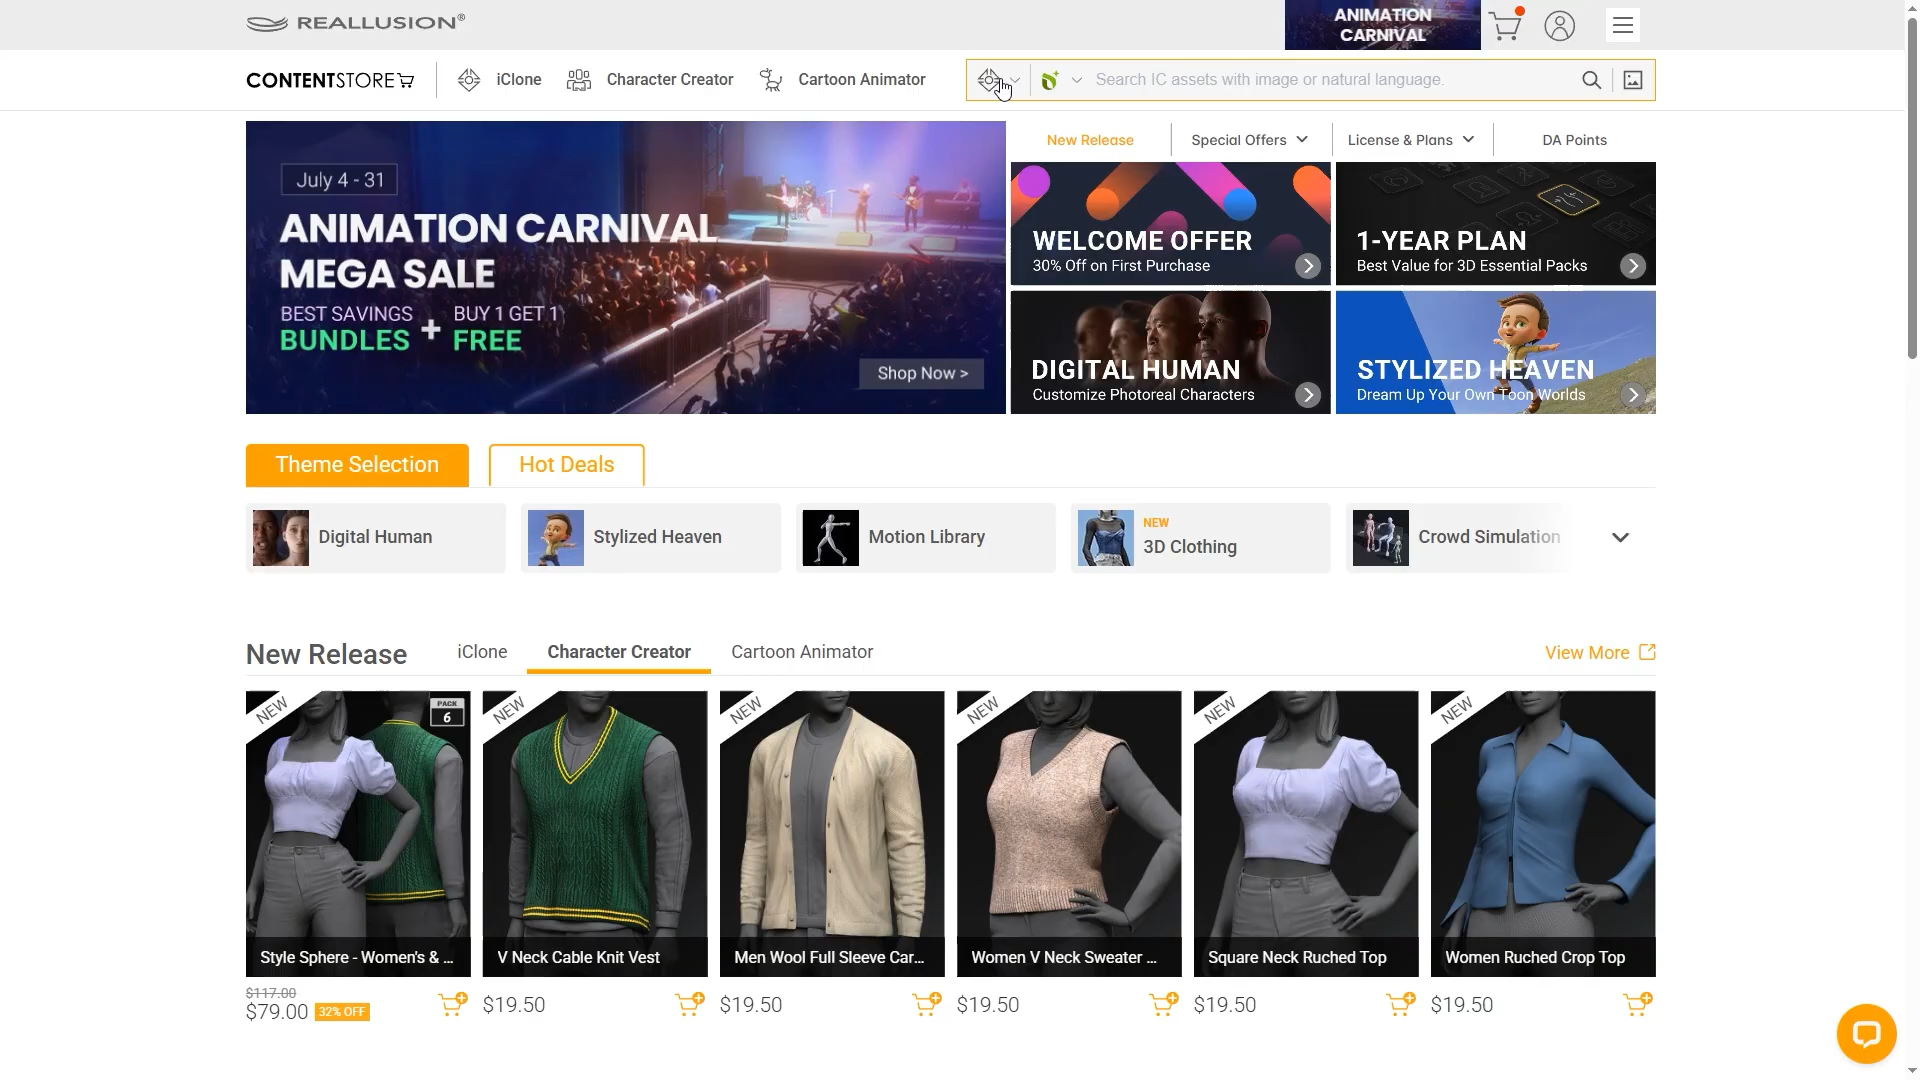 REALLUSION®
ANIMATION
CARNIVAL
CONTENTSTORE
iClone
Character Creator
Cartoon Animator
Search IC assets with image or natural language.
July 4 - 31
ANIMATION CARNIVAL
MEGA SALE
BEST SAVINGS
BUNDLES
+
BUY 1 GET 1
FREE
Shop Now >
New Release
Special Offers
License & Plans
DA Points
WELCOME OFFER
30% Off on First Purchase
1-YEAR PLAN
Best Value for 3D Essential Packs
DIGITAL HUMAN
Customize Photoreal Characters
STYLIZED HEAVEN
Dream Up Your Own Toon Worlds
Theme Selection
Hot Deals
Digital Human
Stylized Heaven
Motion Library
NEW
3D Clothing
Crowd Simulation
New Release
iClone
Character Creator
Cartoon Animator
View More
NEW
PACK
6
NEW
NEW
NEW
NEW
NEW
Style Sphere - Women's & ...
V Neck Cable Knit Vest
Men Wool Full Sleeve Car...
Women V Neck Sweater ...
Square Neck Ruched Top
Women Ruched Crop Top
$117.00
$79.00
32% OFF
$19.50
$19.50
$19.50
$19.50
$19.50